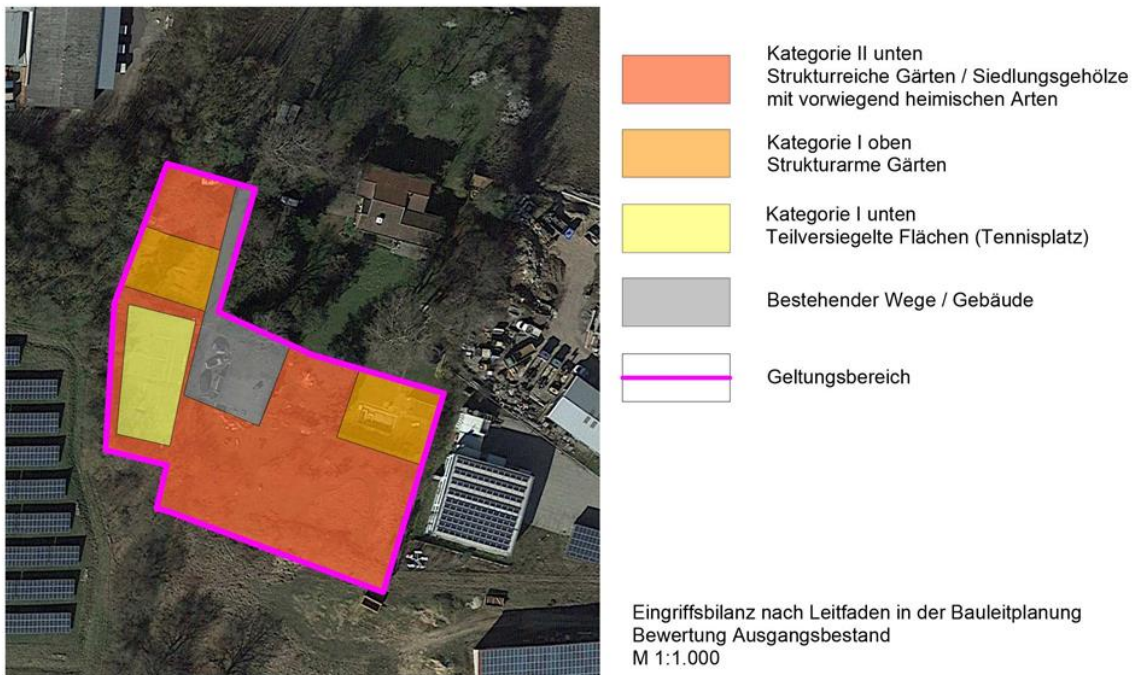 Kategorie II unten
Strukturreiche Gärten / Siedlungsgehölze
mit vorwiegend heimischen Arten
Kategorie I oben
Strukturarme Gärten
Kategorie I unten
Teilversiegelte Flächen (Tennisplatz)
Bestehender Wege / Gebäude
Geltungsbereich
Eingriffsbilanz nach Leitfaden in der Bauleitplanung
Bewertung Ausgangsbestand
M 1:1.000